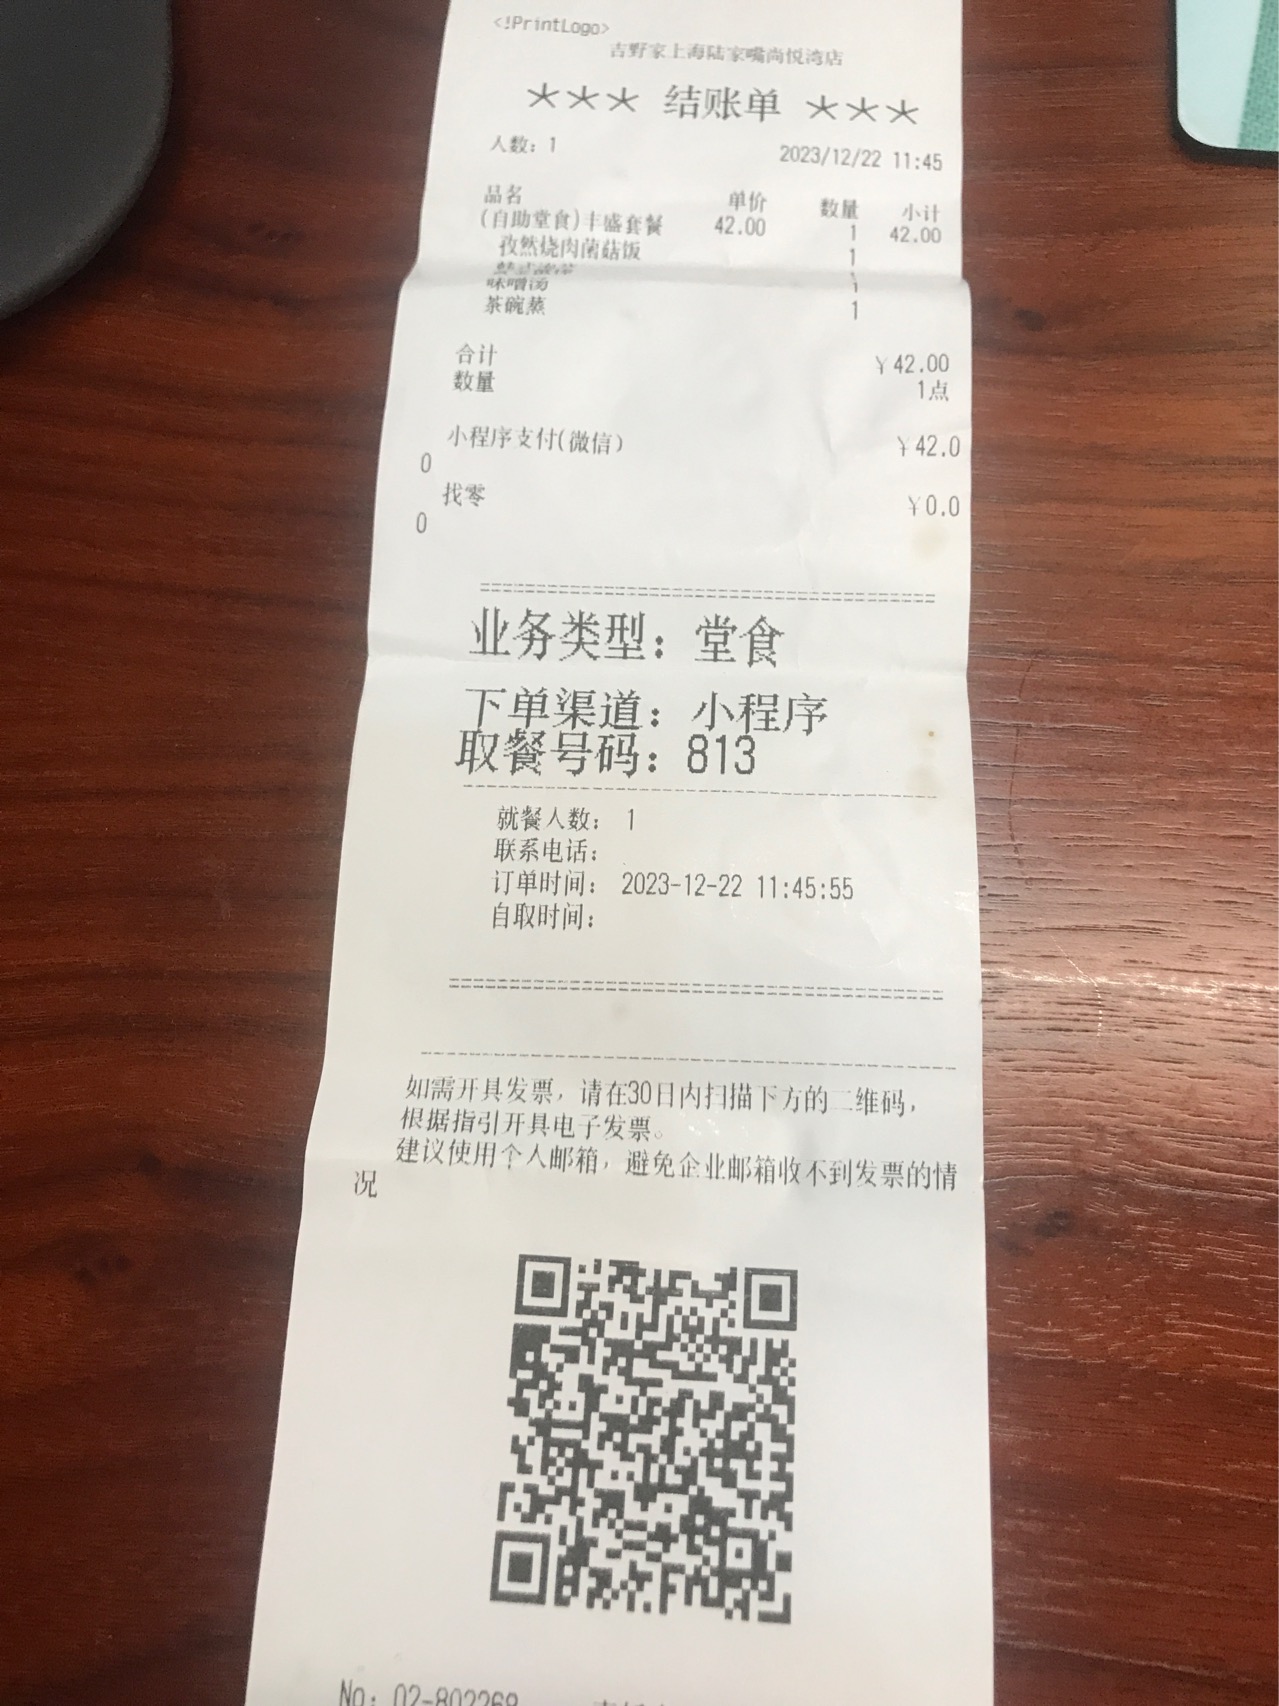 <!PrintLogo>
吉野家上海陆家嘴尚悦湾店
*** 结账单 ***
人数：1 2023/12/22 11:45
品名 单价 数量 小计
(自助堂食)丰盛套餐 42.00 1 42.00
孜然烧肉菌菇饭 1
味噌汤 1
茶碗蒸 1
合计 ￥42.00
数量 1点
小程序支付(微信) ￥42.0
0
找零 ￥0.0
0
业务类型：堂食
下单渠道：小程序
取餐号码：813
就餐人数： 1
联系电话：
订单时间： 2023-12-22 11:45:55
自取时间：
如需开具发票，请在30日内扫描下方的二维码，
根据指引开具电子发票。
建议使用个人邮箱，避免企业邮箱收不到发票的情
况
No: 02-802268